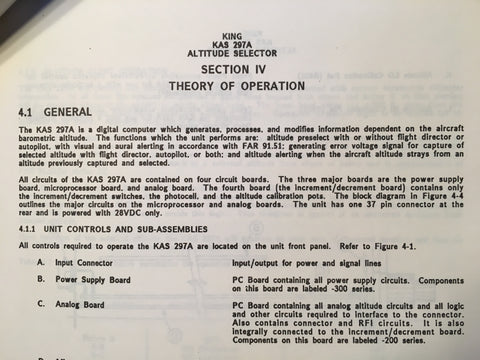 KING
KAS 297A
ALTITUDE SELECTOR
SECTION IV
THEORY OF OPERATION
4.1 GENERAL
The KAS 297A is a digital computer which generates, processes, and modifies information dependent on the aircraft
barometric altitude. The functions which the unit performs are: altitude preselect with or without flight director or
autopilot, with visual and aural alerting in accordance with FAR 91.51; generating error voltage signal for capture of
selected altitude with flight director, autopilot, or both; and altitude alerting when the aircraft altitude strays from an
altitude previously captured and selected.
All circuits of the KAS 297A are contained on four circuit boards. The three major boards are the power supply
board, microprocessor board, and analog board. The fourth board (the increment/decrement board) contains only
the increment/decrement switches, the photocell, and the altitude calibration pots. The block diagram in Figure 4-4
outlines the major circuits on the microprocessor and analog boards. The unit has one 37 pin connector at the
rear and is powered with 28VDC only.
4.1.1 UNIT CONTROLS AND SUB-ASSEMBLIES
All controls required to operate the KAS 297A are located on the unit front panel. Refer to Figure 4-1.
A. Input Connector Input/output for power and signal lines
B. Power Supply Board PC Board containing all power supply circuits. Components
on this board are labeled -300 series.
C. Analog Board PC Board containing all analog altitude circuits and all logic
and other circuits required to interface to the connector.
Also contains connector and RFI circuits. It is also
integrally connected to the increment/decrement board.
Components on this board are labeled -200 series.